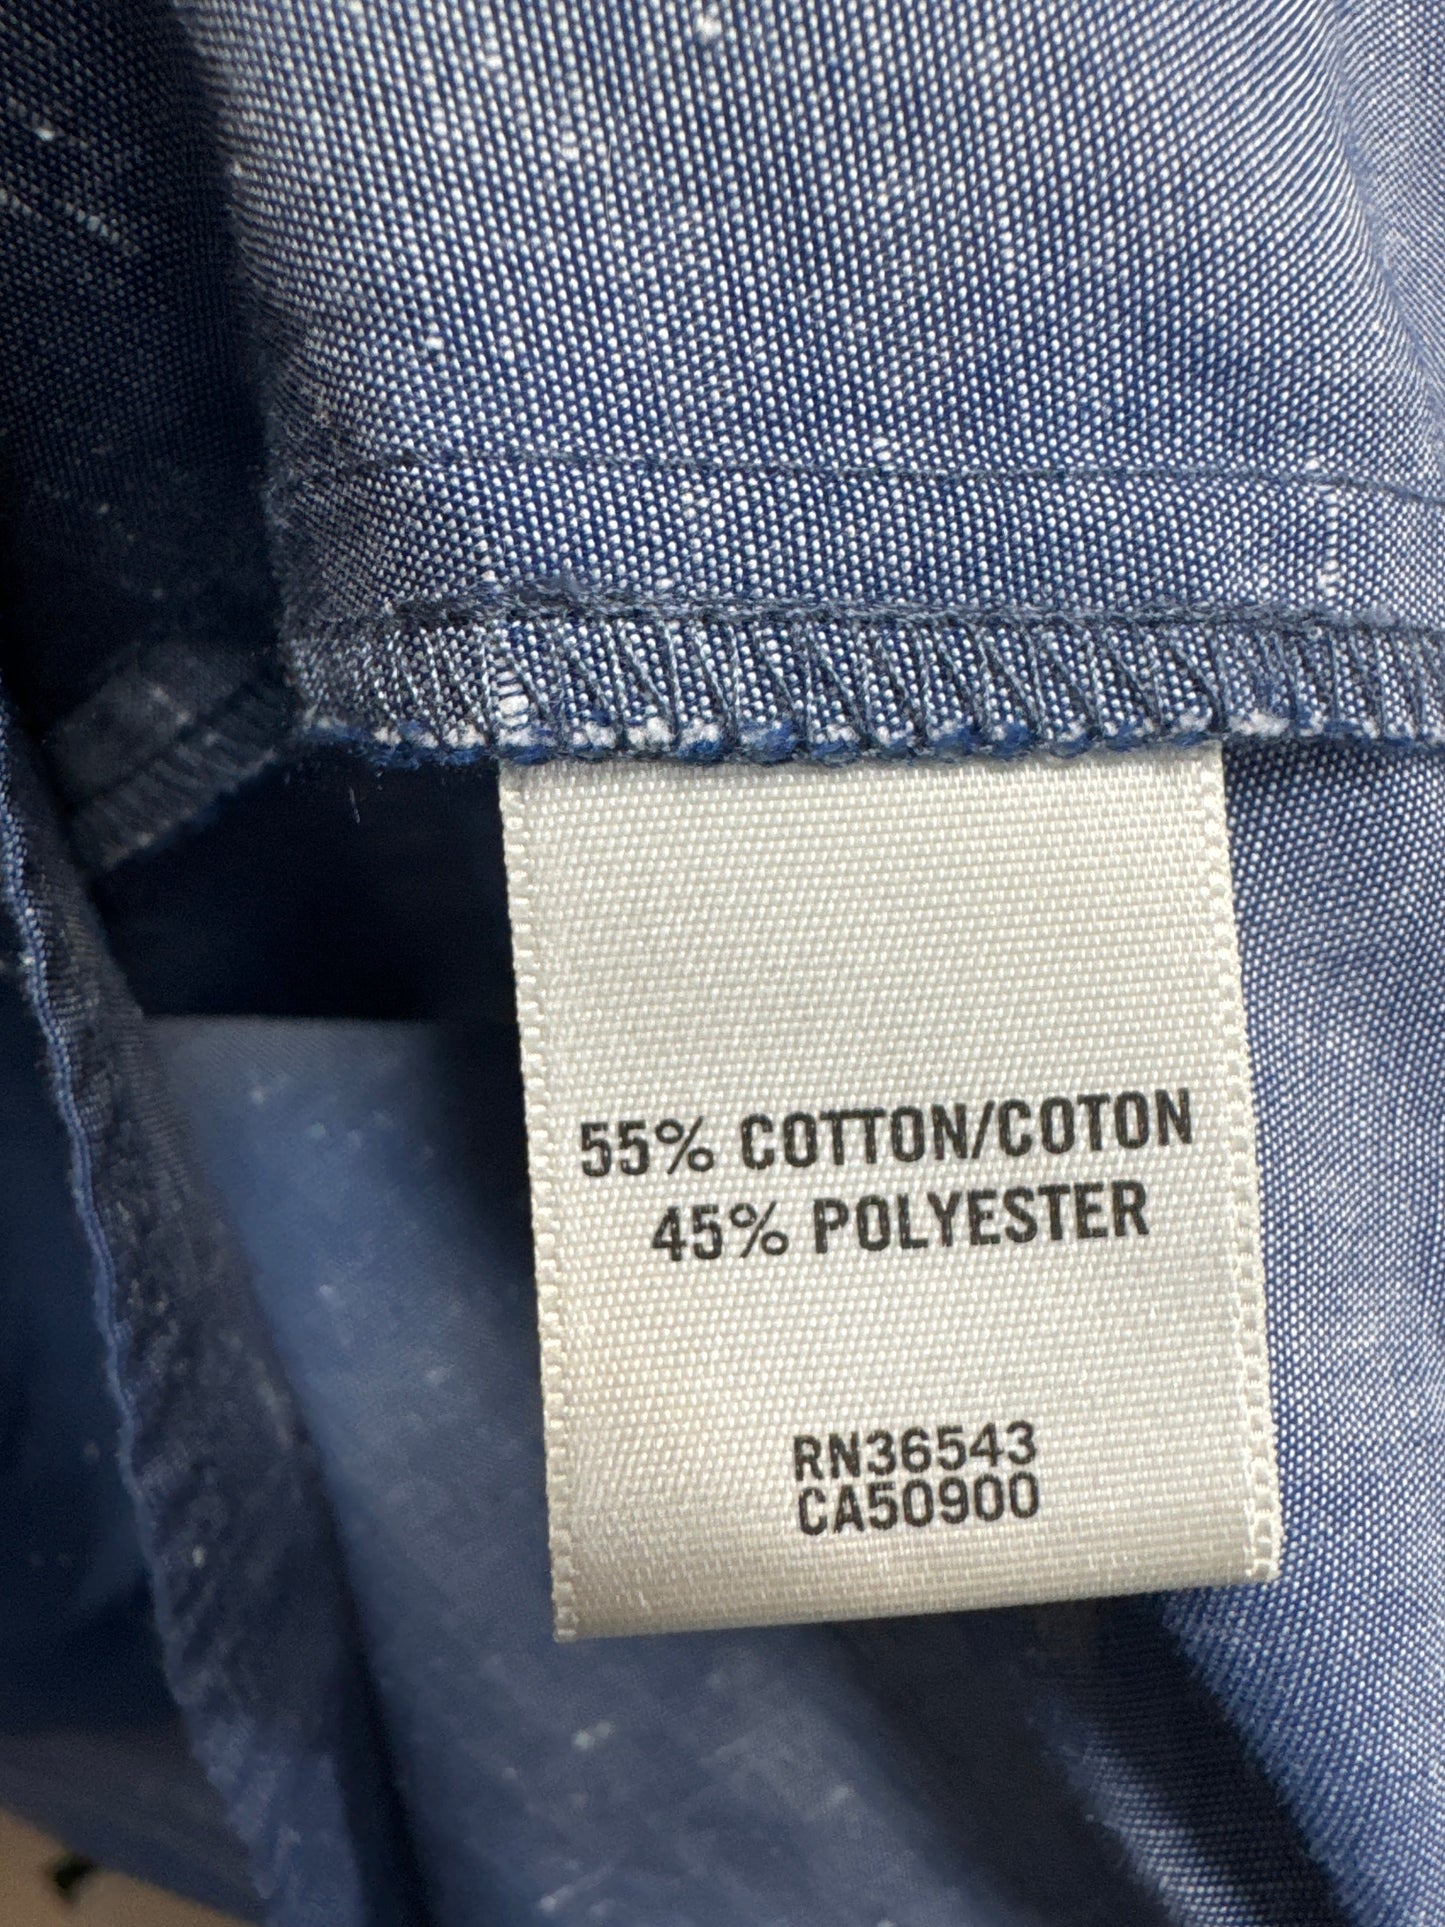 55% COTTON/COTON
45% POLYESTER
RN36543
CA50900